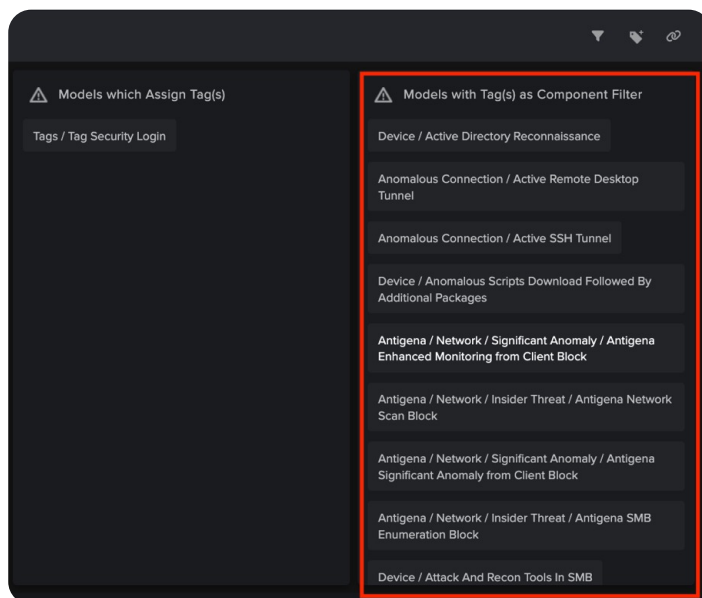 Models which Assign Tag(s)
Tags / Tag Security Login
Models with Tag(s) as Component Filter
Device / Active Directory Reconnaissance
Anomalous Connection / Active Remote Desktop
Tunnel
Anomalous Connection / Active SSH Tunnel
Device / Anomalous Scripts Download Followed By
Additional Packages
Antigena / Network / Significant Anomaly / Antigena
Enhanced Monitoring from Client Block
Antigena / Network / Insider Threat / Antigena Network
Scan Block
Antigena / Network / Significant Anomaly / Antigena
Significant Anomaly from Client Block
Antigena / Network / Insider Threat / Antigena SMB
Enumeration Block
Device / Attack And Recon Tools In SMB